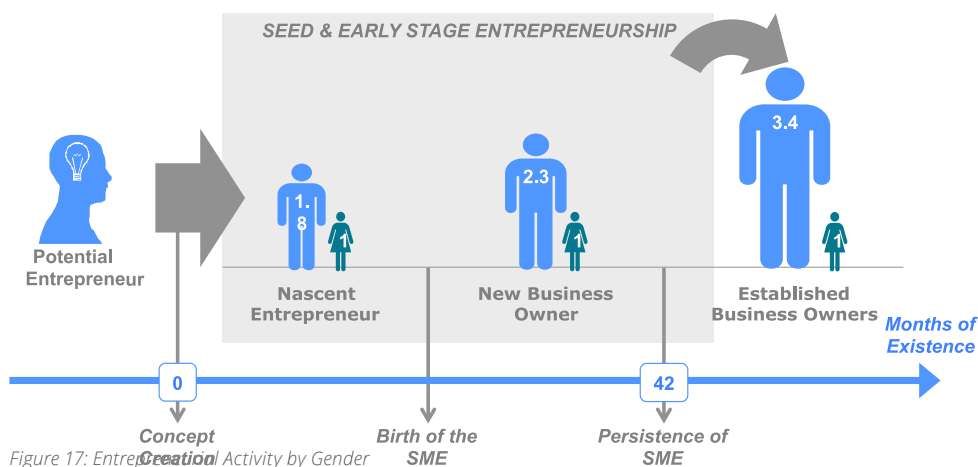 SEED & EARLY STAGE ENTREPRENEURSHIP
3.4
2.3
1.
8
1
1
1
Potential
Entrepreneur
Nascent
Entrepreneur
New Business
Owner
Established
Business Owners
Months of
Existence
0
42
Concept
Creation
Birth of the
SME
Persistence of
SME
Figure 17: Entrepreneurial Activity by Gender